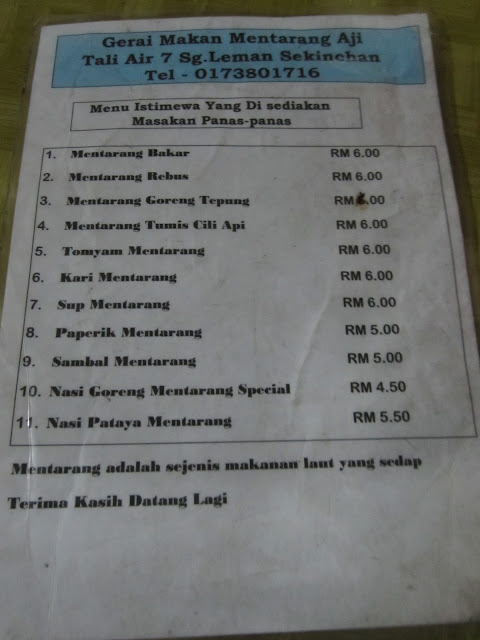 Gerai Makan Mentarang Aji
Tali Air 7 Sg.Leman Sekinchan
Tel - 0173801716
Menu Istimewa Yang Di sediakan
Masakan Panas-panas
1. Mentarang Bakar RM 6.00
2. Mentarang Rebus RM 6.00
3. Mentarang Goreng Tepung RM 6.00
4. Mentarang Tumis Cili Api RM 6.00
5. Tomyam Mentarang RM 6.00
6. Kari Mentarang RM 6.00
7. Sup Mentarang RM 6.00
8. Paperik Mentarang RM 5.00
9. Sambal Mentarang RM 5.00
10. Nasi Goreng Mentarang Special RM 4.50
11. Nasi Pataya Mentarang RM 5.50
Mentarang adalah sejenis makanan laut yang sedap
Terima Kasih Datang Lagi